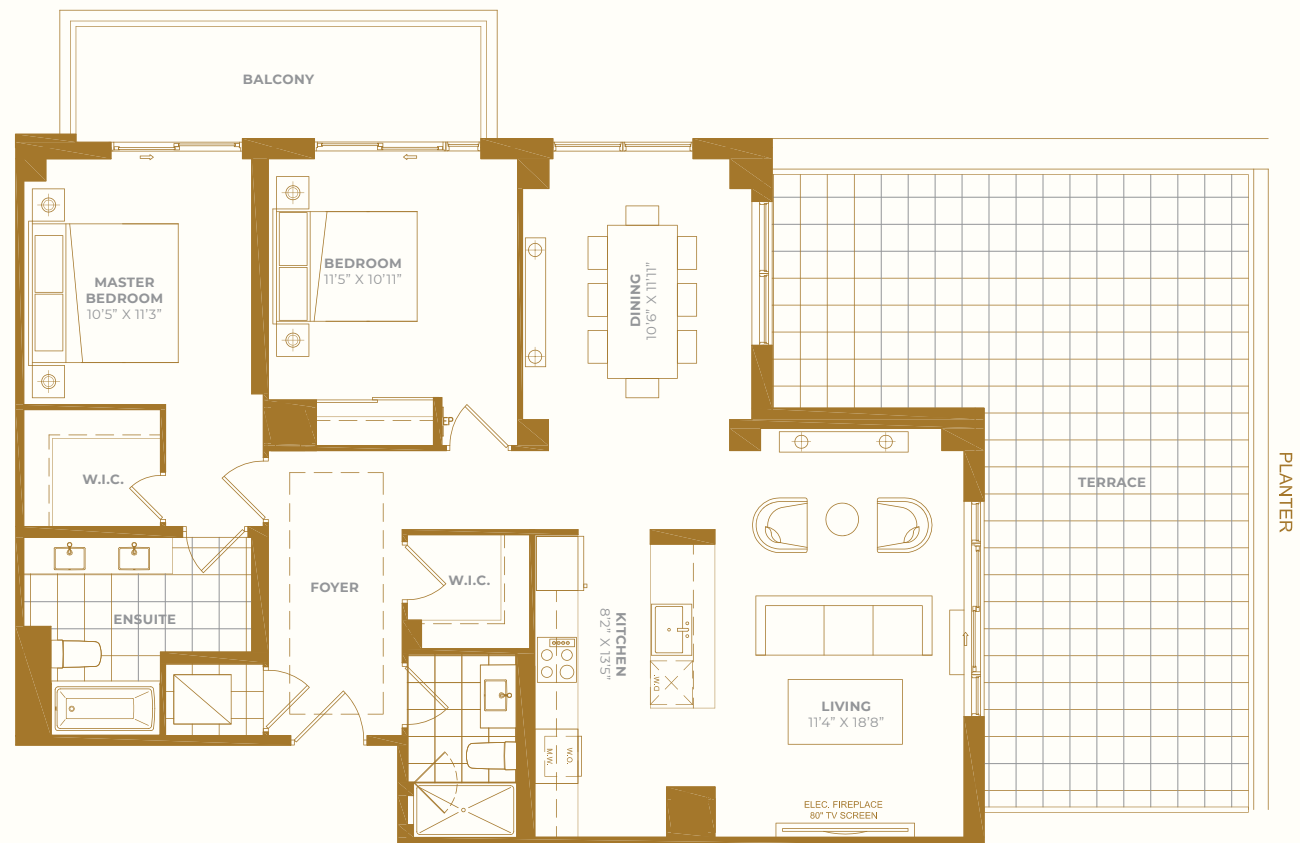 BALCONY
MASTER
BEDROOM
10'5" X 11'3"
BEDROOM
11'5" X 10'11"
DINING
10'6" X 11'11"
EP
W.I.C.
TERRACE
PLANTER
FOYER
W.I.C.
ENSUITE
KITCHEN
8'2" X 13'5"
LIVING
11'4" X 18'8"
M.W.
W.O.
ELEC. FIREPLACE
80" TV SCREEN